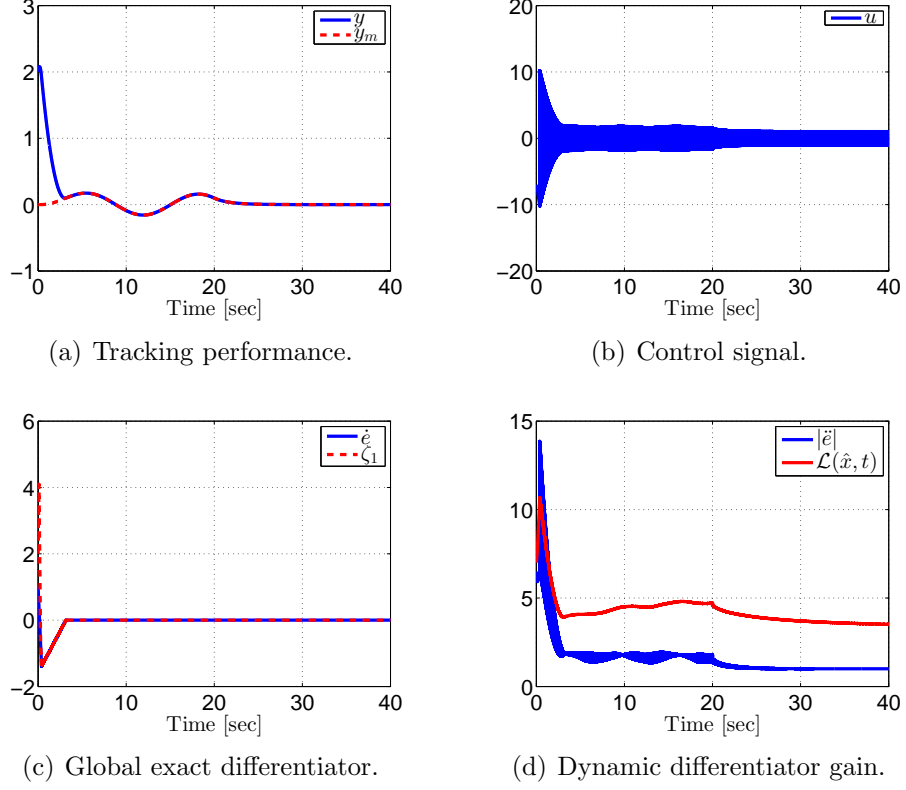 3
2
1
0
−1
0 10 20 30 40
Time [sec]
y
y_m
(a) Tracking performance.
20
10
0
−10
−20
0 10 20 30 40
Time [sec]
u
(b) Control signal.
6
4
2
0
−2
0 10 20 30 40
Time [sec]
ė
ζ₁
(c) Global exact differentiator.
15
10
5
0
0 10 20 30 40
Time [sec]
|ë|
ℒ(x̂, t)
(d) Dynamic differentiator gain.